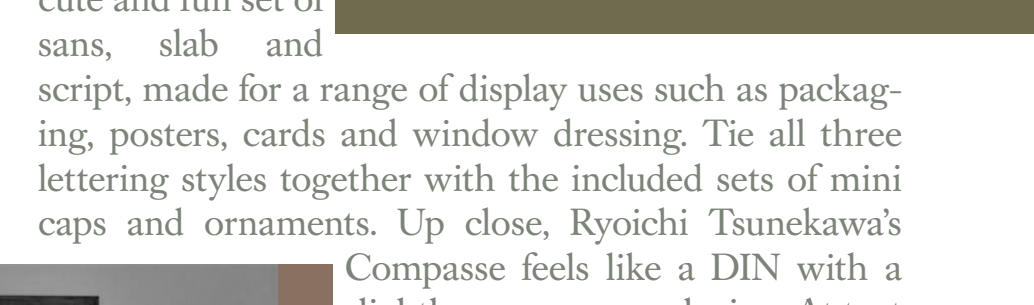 cute and fun set of
sans, slab and
script, made for a range of display uses such as packag-
ing, posters, cards and window dressing. Tie all three
lettering styles together with the included sets of mini
caps and ornaments. Up close, Ryoichi Tsunekawa’s
Compasse feels like a DIN with a